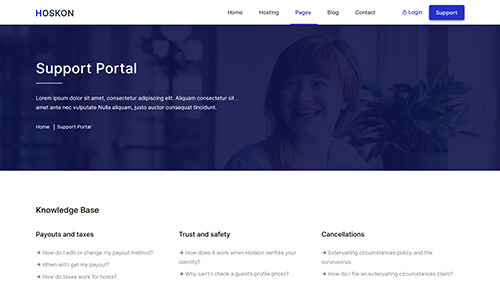 HOSKON
Home Hosting Pages Blog Contact Login Support
Support Portal
Lorem ipsum dolor sit amet, consectetur adipiscing elit. Aliquam consectetur sit .
amet ante nec vulputate Nulla aliquam, justo auctor consequat tincidunt.
Home | Support Portal
Knowledge Base
Payouts and taxes
How do I edit or change my payout method?
When will I get my payout?
How do taxes work for hosts?
Trust and safety
How does it work when Hoskon verifies your
identity?
Why can't I check a guest's profile photo?
Cancellations
Extenuating circumstances policy and the
coronavirus.
How do I file an extenuating circumstances claim?